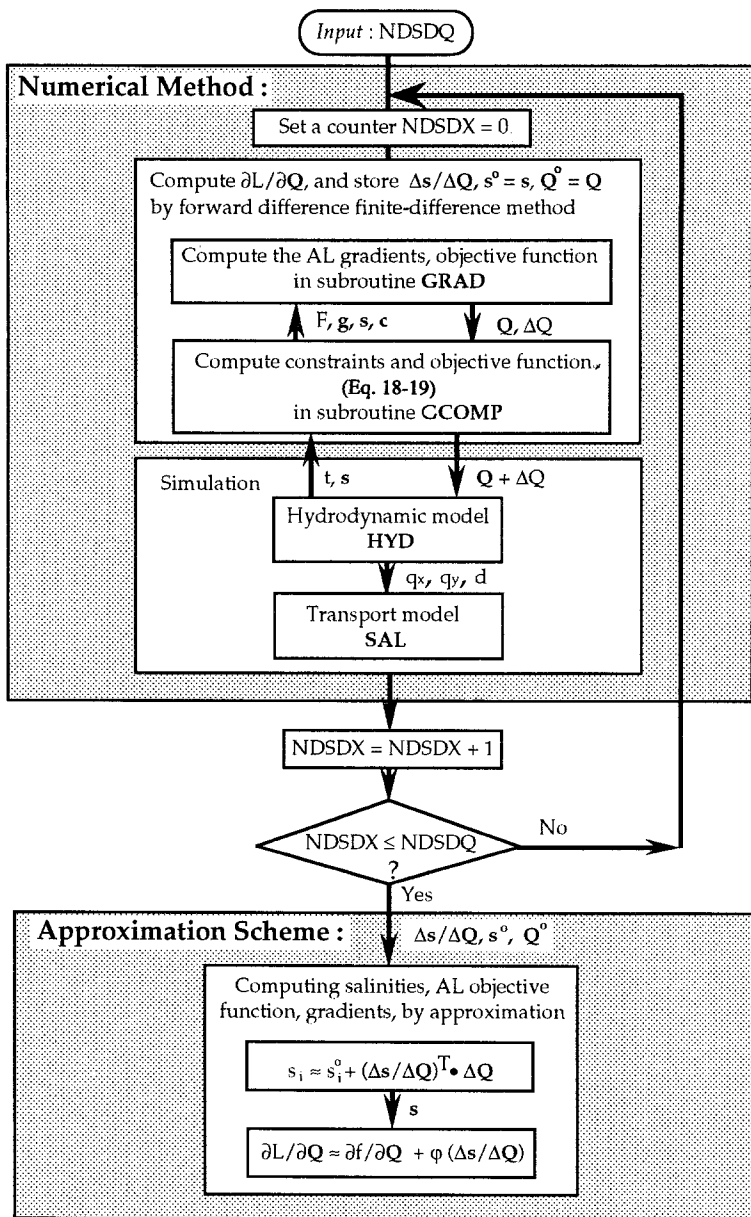 Input : NDSDQ
Numerical Method :
Set a counter NDSDX = 0
Compute ∂L/∂Q, and store Δs/ΔQ, s° = s, Q° = Q
by forward difference finite-difference method
Compute the AL gradients, objective function
in subroutine GRAD
F, g, s, c
Q, ΔQ
Compute constraints and objective function,
(Eq. 18-19)
in subroutine GCOMP
Simulation
t, s
Q + ΔQ
Hydrodynamic model
HYD
qx, qy, d
Transport model
SAL
NDSDX = NDSDX + 1
NDSDX ≤ NDSDQ
?
No
Yes
Approximation Scheme :
Δs/ΔQ, s°, Q°
Computing salinities, AL objective
function, gradients, by approximation
s_i ≈ s_i° + (Δs/ΔQ)^T • ΔQ
s
∂L/∂Q ≈ ∂f/∂Q + φ (Δs/ΔQ)